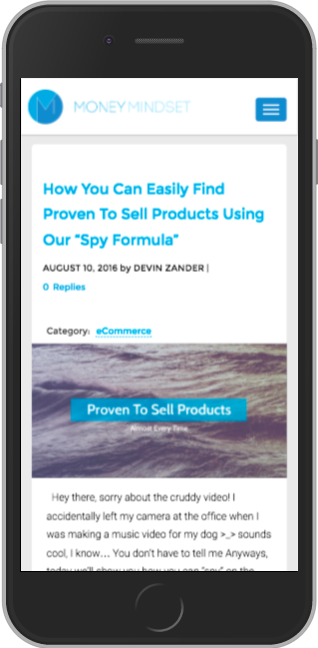 MONEYMINDSET
How You Can Easily Find
Proven To Sell Products Using
Our “Spy Formula”
AUGUST 10, 2016 by DEVIN ZANDER |
0 Replies
Category: eCommerce
Proven To Sell Products
Almost Every Time
Hey there, sorry about the cruddy video! I
accidentally left my camera at the office when I
was making a music video for my dog >_> sounds
cool, I know… You don't have to tell me Anyways,
today we'll show you how you can "spy" on the